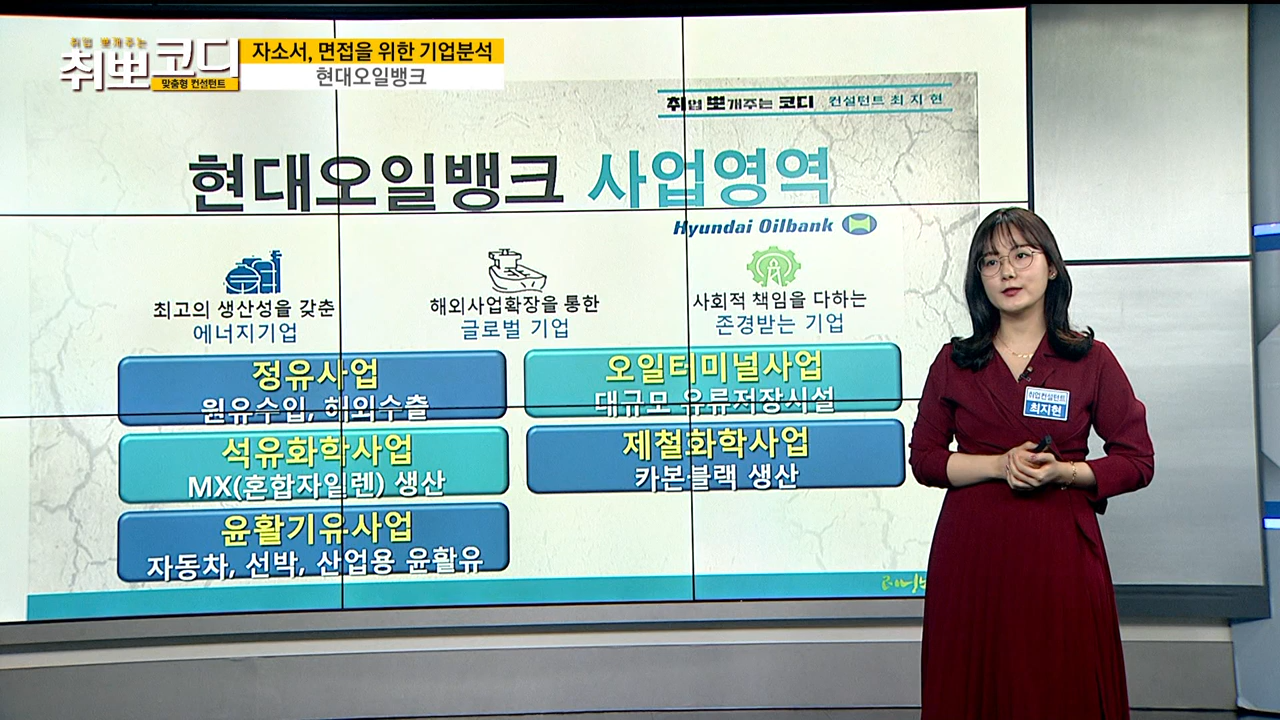 취업 뽀개주는
취뽀 코디
맞춤형 컨설턴트
자소서, 면접을 위한 기업분석
현대오일뱅크
취업 뽀개주는 코디 컨설턴트 최지현
현대오일뱅크 사업영역
Hyundai Oilbank
최고의 생산성을 갖춘
에너지기업
해외사업확장을 통한
글로벌 기업
사회적 책임을 다하는
존경받는 기업
정유사업
원유수입, 해외수출
오일터미널사업
대규모 유류저장시설
석유화학사업
MX(혼합자일렌) 생산
제철화학사업
카본블랙 생산
윤활기유사업
자동차, 선박, 산업용 윤활유
취업컨설턴트
최지현